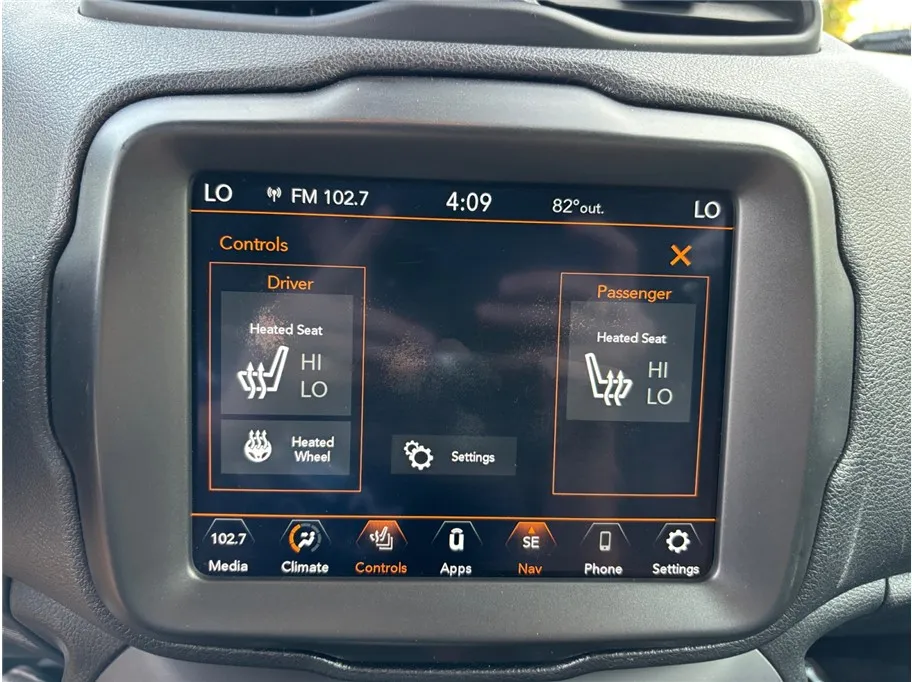 LO FM 102.7 4:09 82°out. LO
Controls
Driver
Heated Seat
HI
LO
Heated
Wheel
Settings
Passenger
Heated Seat
HI
LO
102.7 SE
Media Climate Controls Apps Nav Phone Settings